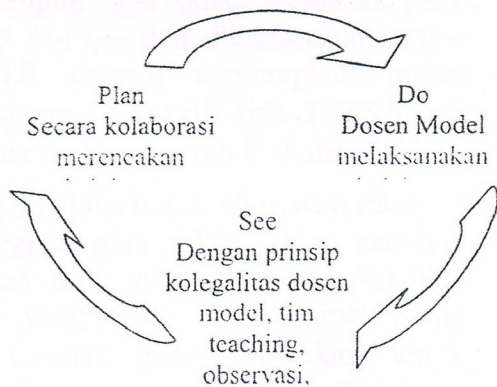 Plan
Secara kolaborasi
merencakan
Do
Dosen Model
melaksanakan
See
Dengan prinsip
kolegalitas dosen
model, tim
teaching,
observasi,